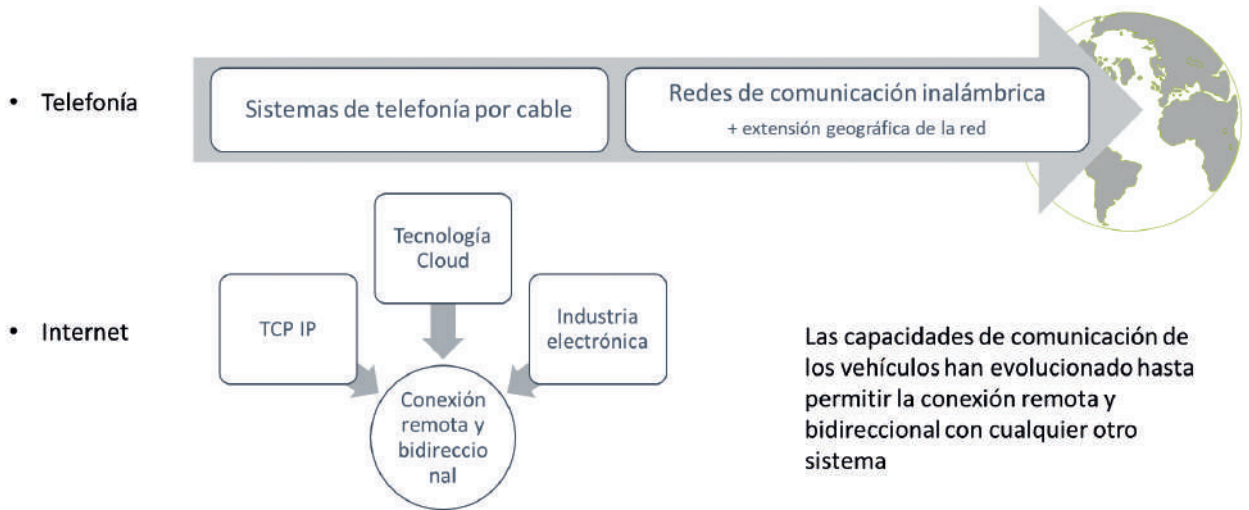 • Telefonía
Sistemas de telefonía por cable
Redes de comunicación inalámbrica
+ extensión geográfica de la red
• Internet
TCP IP
Tecnología
Cloud
Industria
electrónica
Conexión
remota y
bidireccio
nal
Las capacidades de comunicación de
los vehículos han evolucionado hasta
permitir la conexión remota y
bidireccional con cualquier otro
sistema